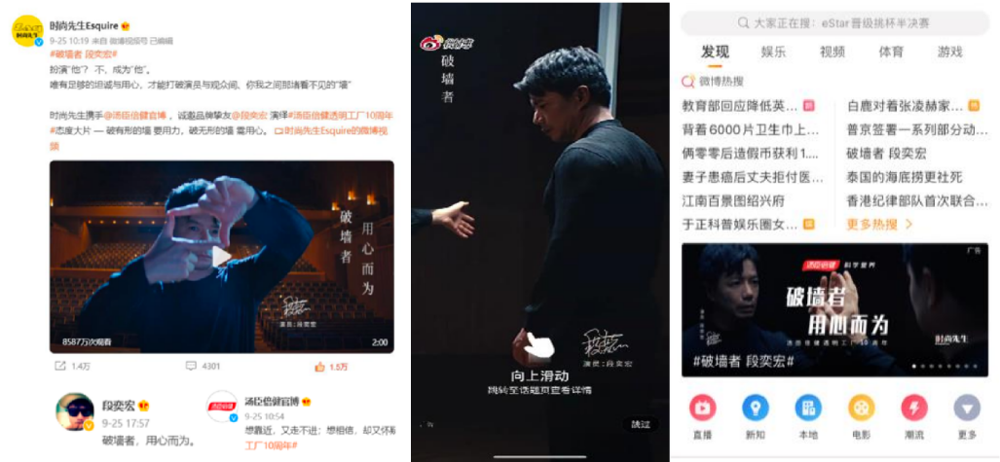 时尚先生Esquire
9-25 10:19 来自 微博视频号 已编辑
#破墙者 段奕宏#
扮演“他”？ 不，成为“他”。
唯有足够的坦诚与用心，才能打破演员与观众间、你我之间那堵看不见的“墙”
时尚先生携手@汤臣倍健官博 ，诚邀品牌挚友@段奕宏 演绎#汤臣倍健透明工厂10周年
#态度大片 — 破有形的墙 要用力，破无形的墙 需用心。 时尚先生Esquire的微博视
频
破墙者
用心而为
演员:段奕宏
8587万次观看
2:00
1.4万
4301
1.5万
段奕宏
9-25 17:57
破墙者，用心而为。
汤臣倍健
汤臣倍健官博
9-25 10:54
想靠近，又走不进；想相信，却又怀
工厂10周年#
微博
破墙者
演员:段奕宏
向上滑动
跳转至话题页查看详情
跳过
大家正在搜：eStar晋级挑杯半决赛
发现 娱乐 视频 体育 游戏
微博热搜
教育部回应降低英... 白鹿对着张凌赫家...
背着6000片卫生巾上... 普京签署一系列部分动...
俩零零后造假币获利1.... 破墙者 段奕宏
妻子患癌后丈夫拒付医... 泰国的海底捞更社死
江南百景图绍兴府 香港纪律部队首次联合...
于正科普娱乐圈女... 更多热搜
广告
汤臣倍健 科学营养
破墙者
用心而为
汤臣倍健透明工厂10周年
时尚先生
#破墙者 段奕宏#
直播 新知 本地 电影 潮流 更多